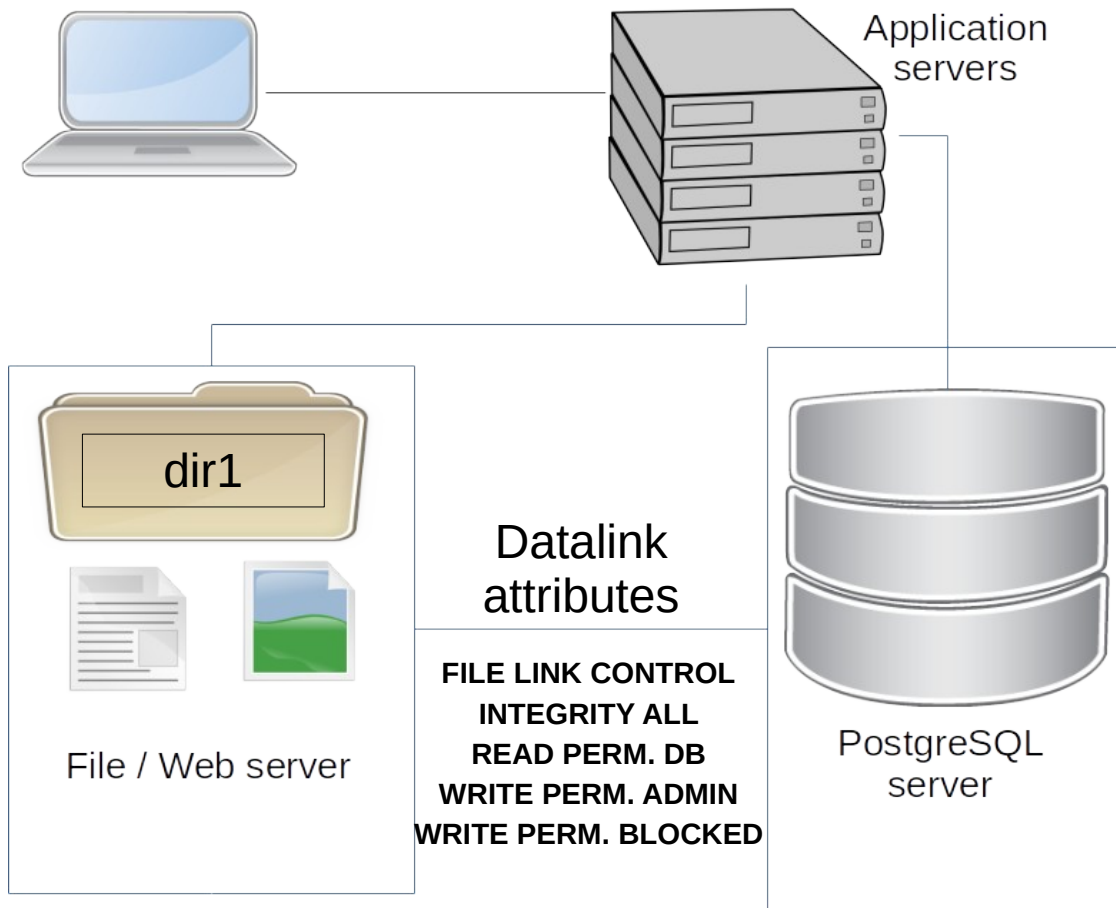 Application
servers
dir1
Datalink
attributes
FILE LINK CONTROL
INTEGRITY ALL
READ PERM. DB
WRITE PERM. ADMIN
WRITE PERM. BLOCKED
File / Web server
PostgreSQL
server